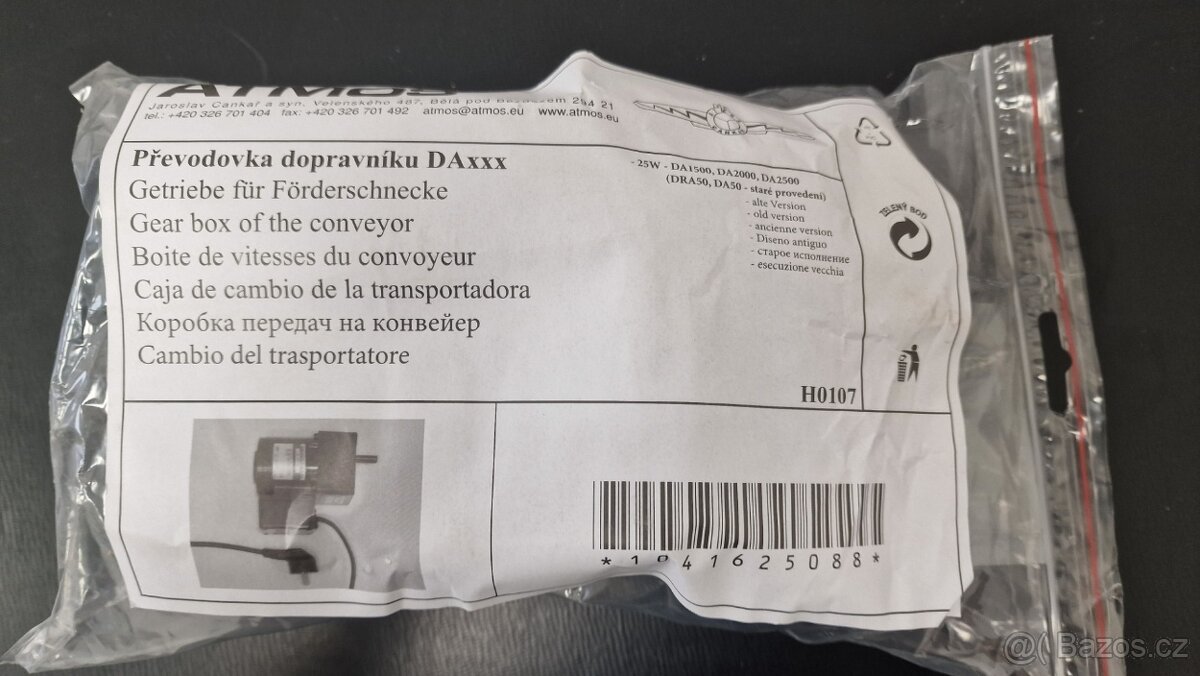 ATMOS
Jaroslav Cankař a syn, Velenského 487, Bělá pod Bezdězem 294 21
tel.: +420 326 701 404 fax: +420 326 701 492 atmos@atmos.eu www.atmos.eu
Převodovka dopravníku DAxxx
Getriebe für Förderschnecke
Gear box of the conveyor
Boite de vitesses du convoyeur
Caja de cambio de la transportadora
Коробка передач на конвейер
Cambio del trasportatore
- 25W - DA1500, DA2000, DA2500
(DRA50, DA50 - staré provedení)
- alte Version
- old version
- ancienne version
- Diseno antiguo
- старое исполнение
- esecuzione vecchia
H0107
ZELENÝ BOD
*1041625088*
@( Bazos.cz